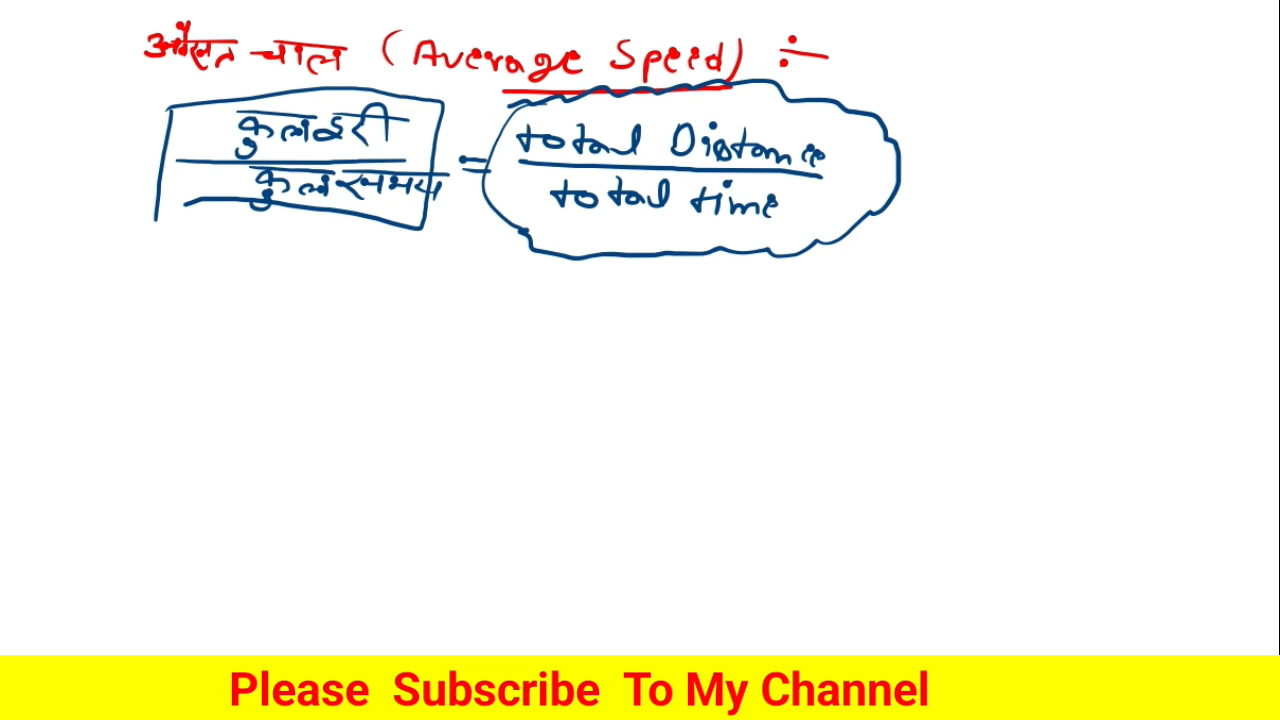 औसत चाल (Average Speed) ÷
कुल दूरी = total Distance
कुल समय total time
Please Subscribe To My Channel